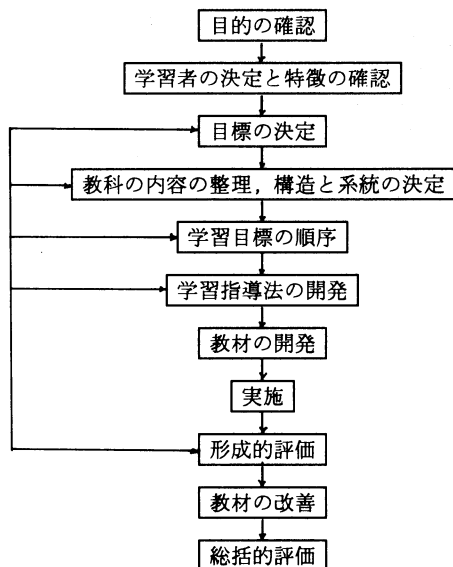 目的の確認
学習者の決定と特徴の確認
目標の決定
教科の内容の整理，構造と系統の決定
学習目標の順序
学習指導法の開発
教材の開発
実施
形成的評価
教材の改善
総括的評価